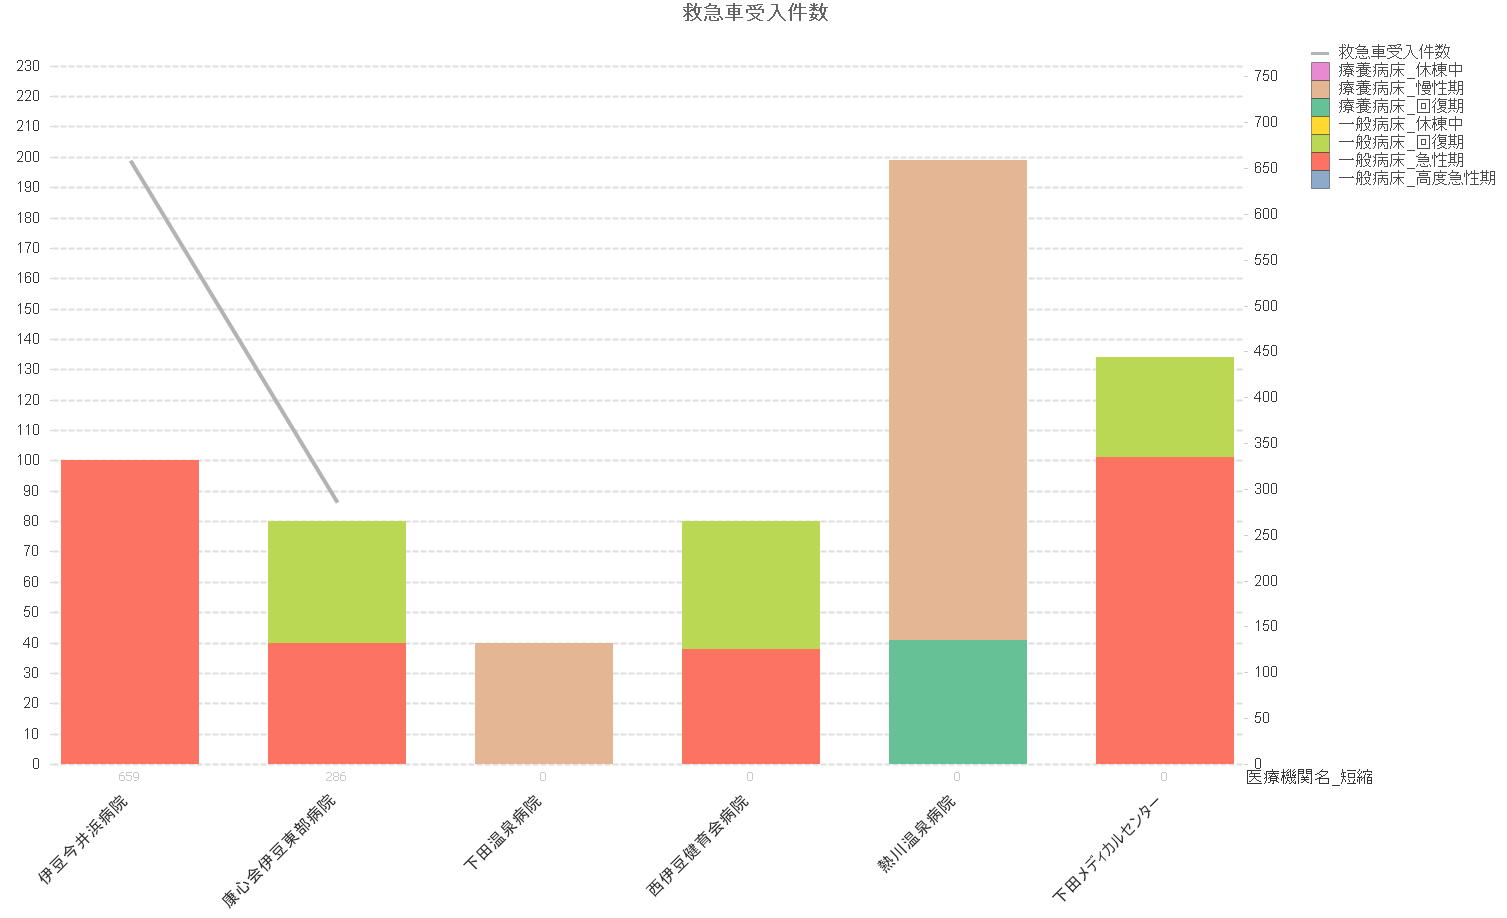 救急車受入件数
救急車受入件数
療養病床_休棟中
療養病床_慢性期
療養病床_回復期
一般病床_休棟中
一般病床_回復期
一般病床_急性期
一般病床_高度急性期
230
220
210
200
190
180
170
160
150
140
130
120
110
100
90
80
70
60
50
40
30
20
10
0
750
700
650
600
550
500
450
400
350
300
250
200
150
100
50
0
659 286 0 0 0 0
医療機関名_短縮
伊豆今井浜病院
康心会伊豆東部病院
下田温泉病院
西伊豆健育会病院
熱川温泉病院
下田メディカルセンター